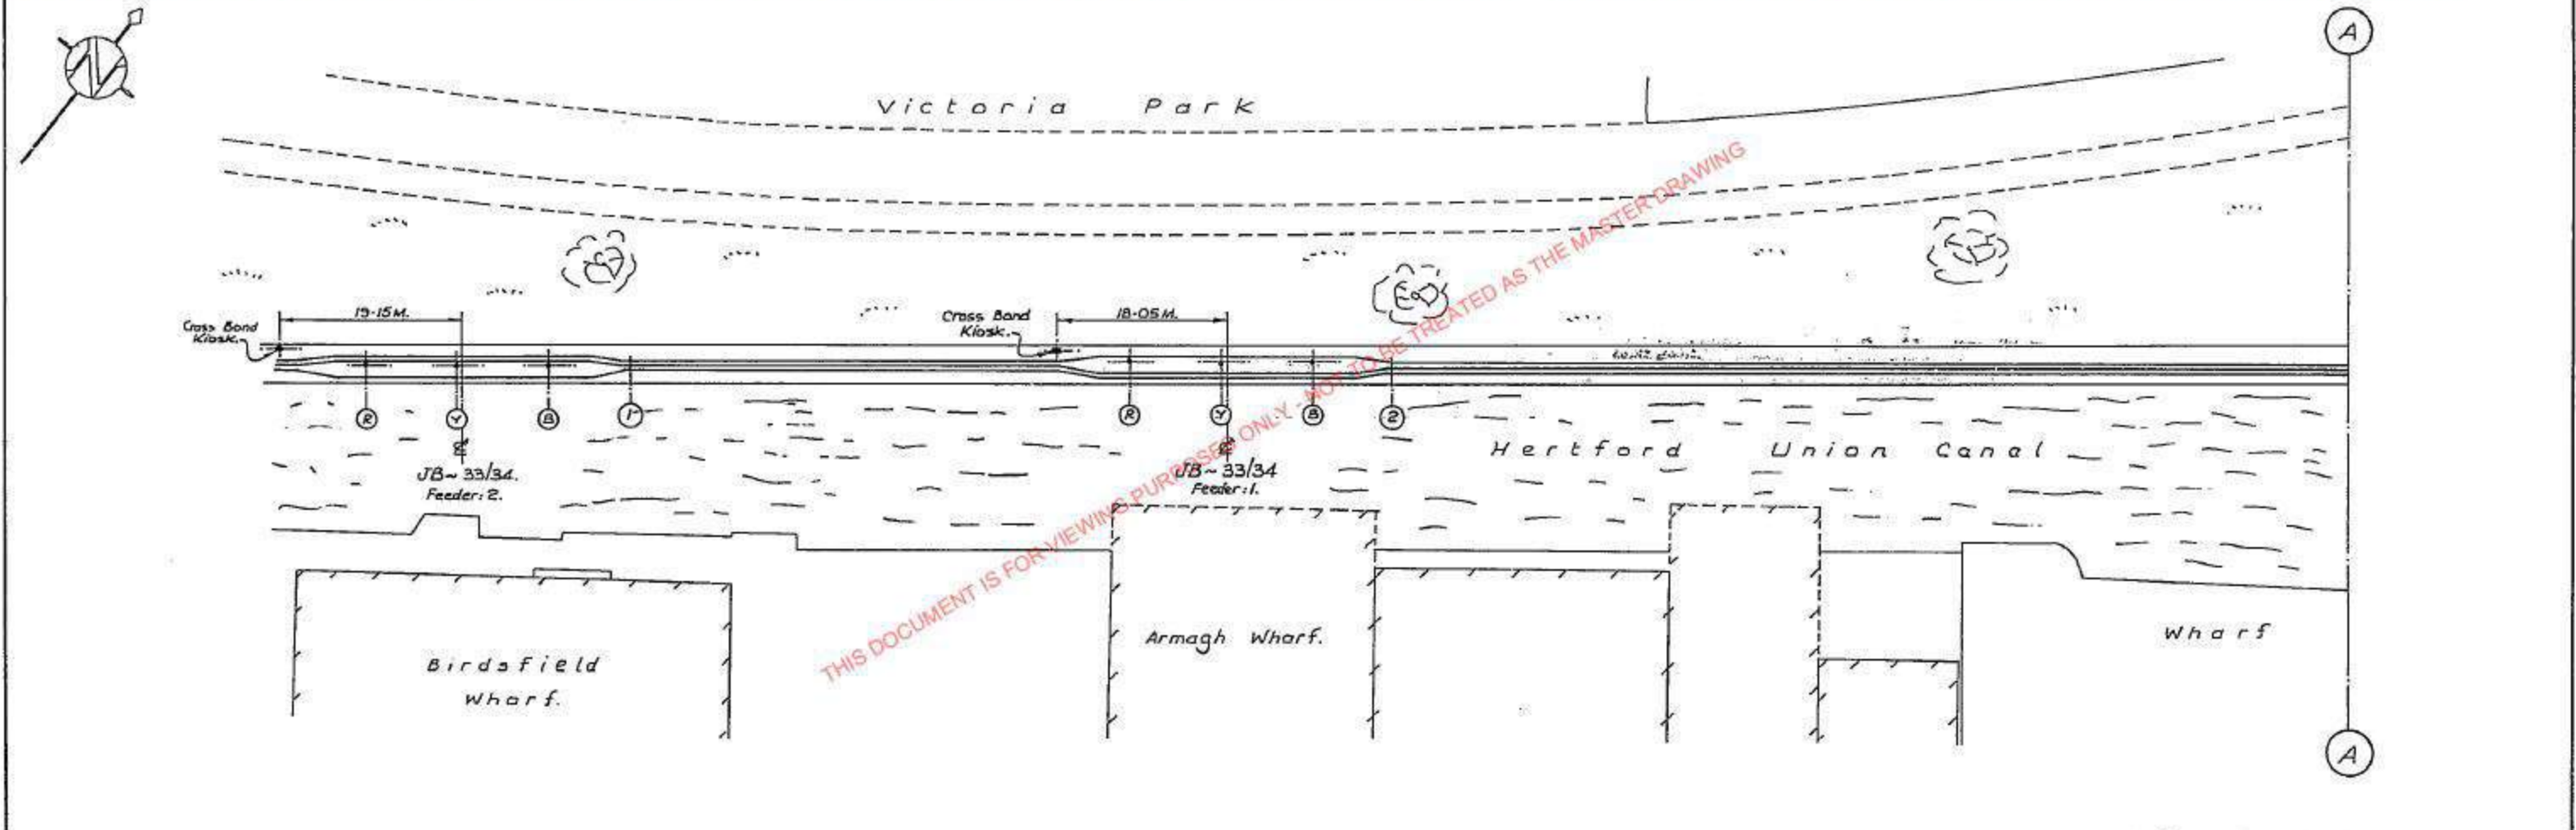 N
A
Victoria Park
THIS DOCUMENT IS FOR VIEWING PURPOSES ONLY - NOT TO BE TREATED AS THE MASTER DRAWING
19-15M.
Cross Bond
Kiosk.
18-05M.
Cross Bond
Kiosk.
R Y B 1
R Y B 2
Hertford Union Canal
JB~33/34.
Feeder: 2.
JB~33/34
Feeder: 1.
Birdsfield
Wharf.
Armagh Wharf.
Wharf
A